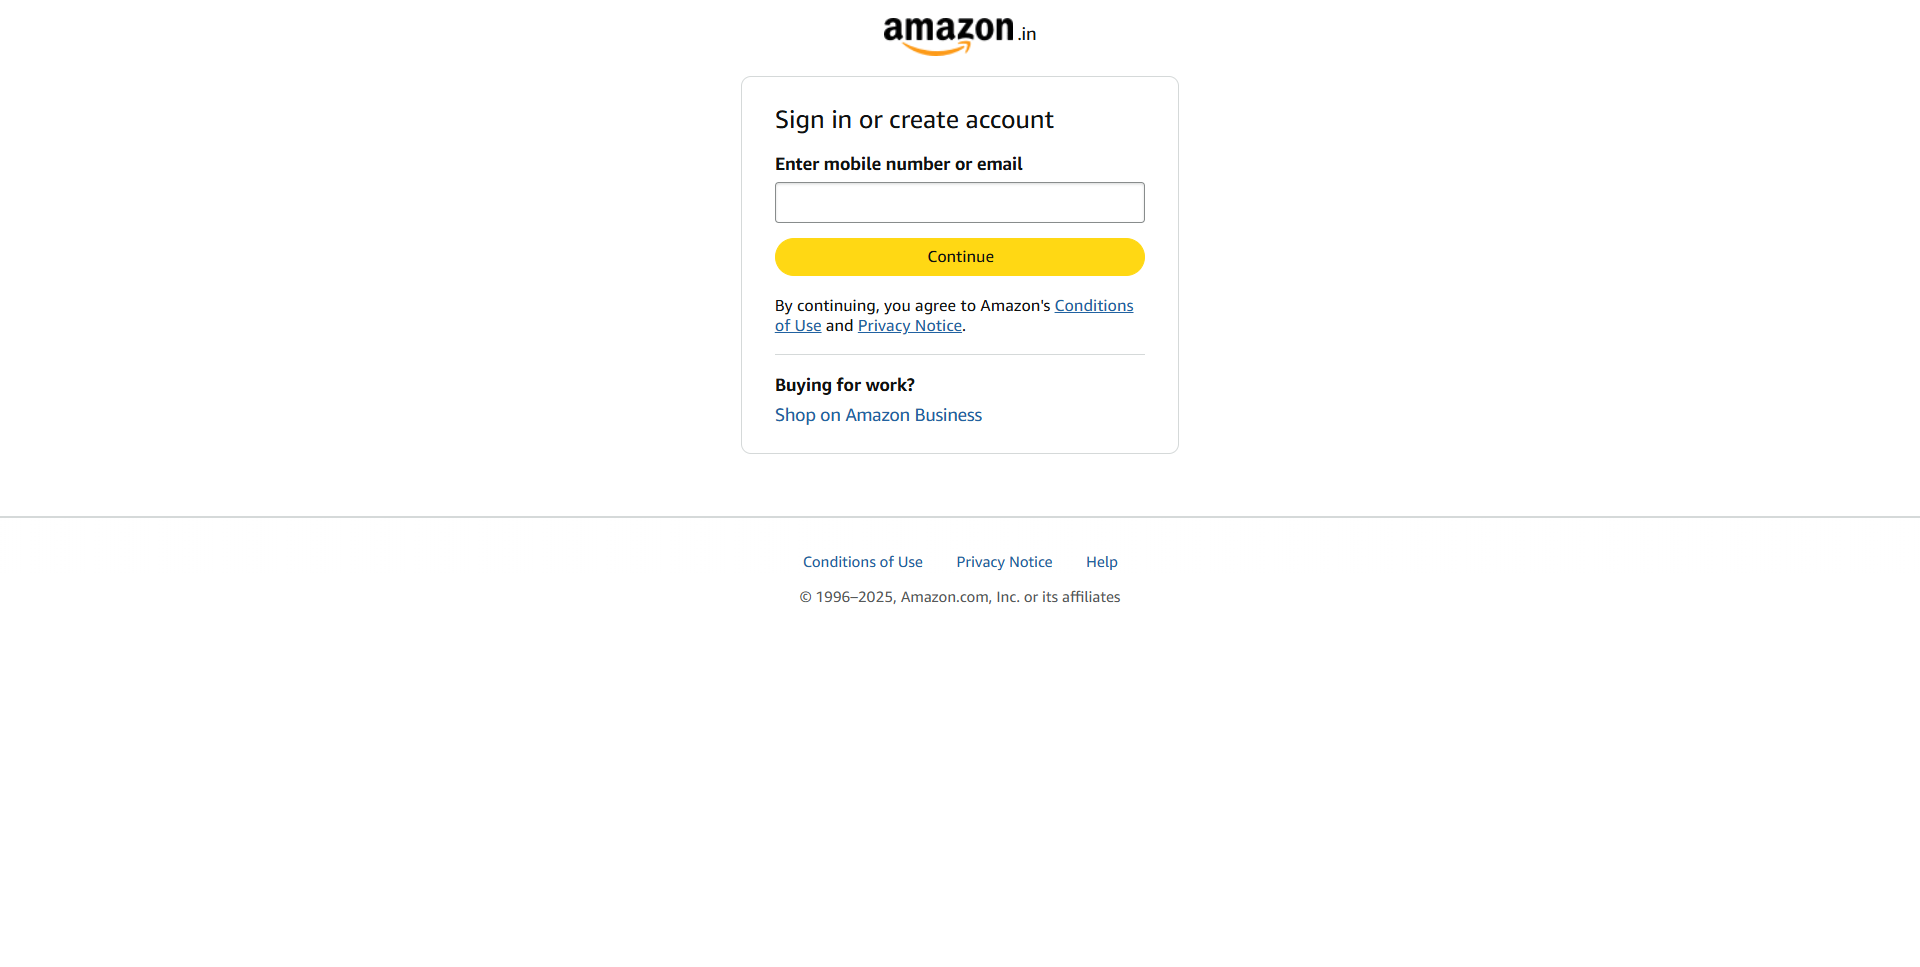 amazon.in
Sign in or create account
Enter mobile number or email
Continue
By continuing, you agree to Amazon's Conditions
of Use and Privacy Notice.
Buying for work?
Shop on Amazon Business
Conditions of Use Privacy Notice Help
© 1996–2025, Amazon.com, Inc. or its affiliates